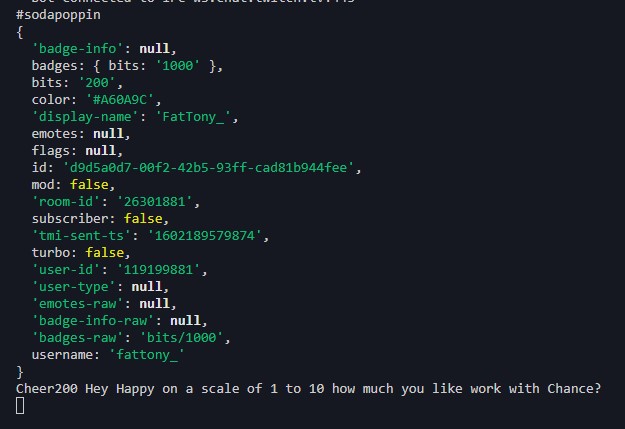 #sodapoppin
{
'badge-info': null,
badges: { bits: '1000' },
bits: '200',
color: '#A60A9C',
'display-name': 'FatTony_',
emotes: null,
flags: null,
id: 'd9d5a0d7-00f2-42b5-93ff-cad81b944fee',
mod: false,
'room-id': '26301881',
subscriber: false,
'tmi-sent-ts': '1602189579874',
turbo: false,
'user-id': '119199881',
'user-type': null,
'emotes-raw': null,
'badge-info-raw': null,
'badges-raw': 'bits/1000',
username: 'fattony_'
}
Cheer200 Hey Happy on a scale of 1 to 10 how much you like work with Chance?